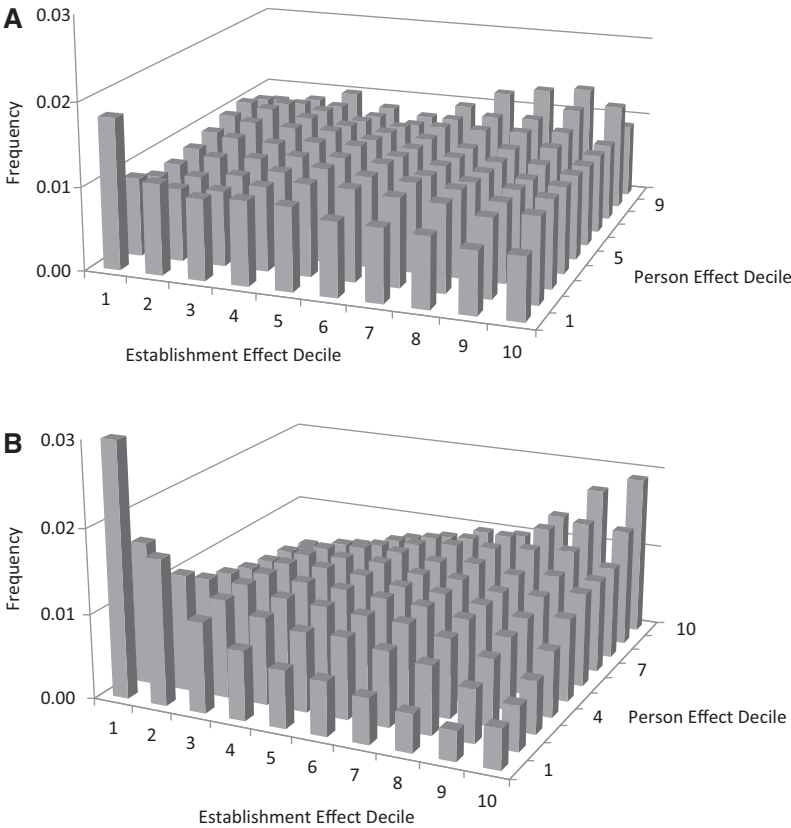 A
0.03
0.02
0.01
0.00
Frequency
1 2 3 4 5 6 7 8 9 10
Establishment Effect Decile
1 5 9
Person Effect Decile
B
0.03
0.02
0.01
0.00
Frequency
1 2 3 4 5 6 7 8 9 10
Establishment Effect Decile
1 4 7 10
Person Effect Decile